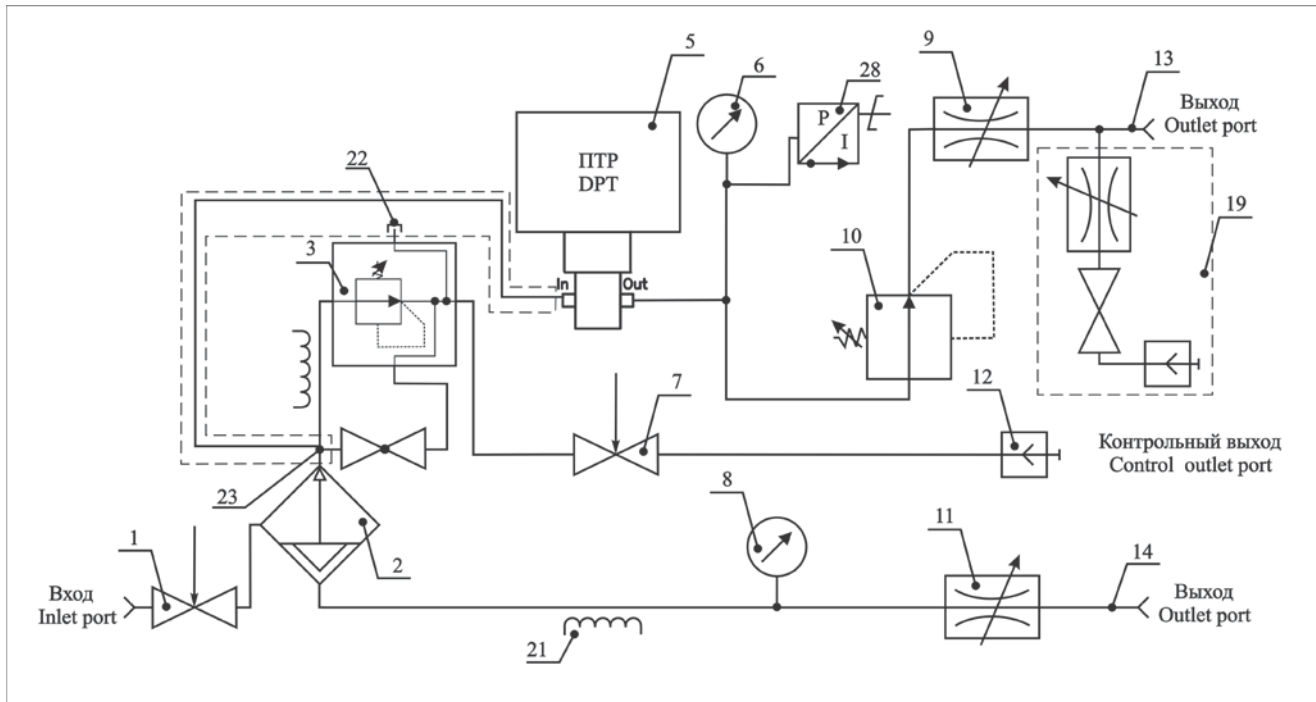 5
6
28
9
13
Выход
Outlet port
P
I
ПТР
DPT
22
3
In
Out
10
19
7
12
Контрольный выход
Control outlet port
23
8
1
2
11
14
Вход
Inlet port
Выход
Outlet port
21